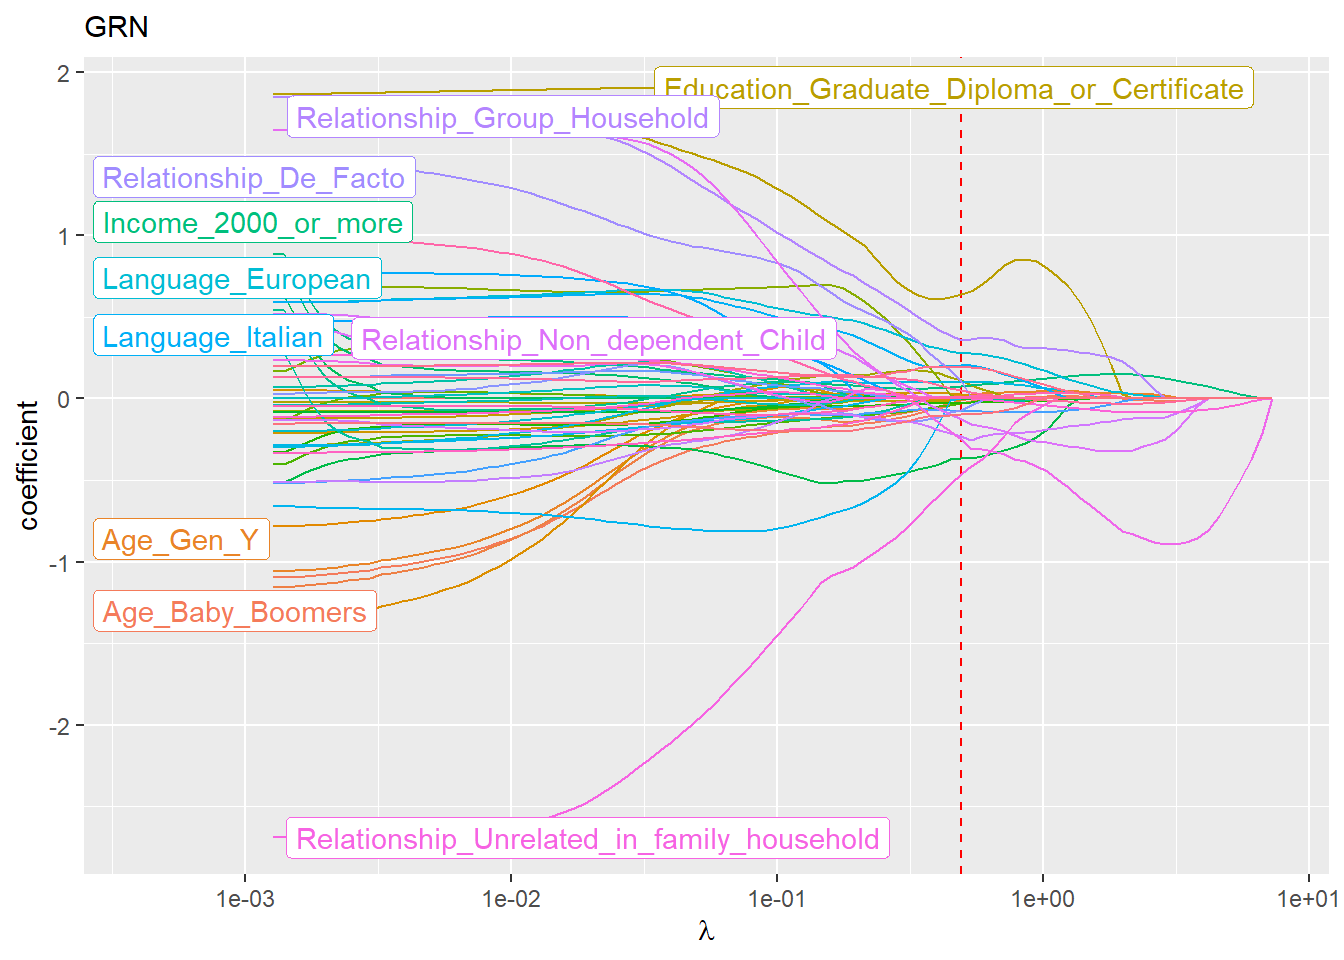 GRN
2
Education_Graduate_Diploma_or_Certificate
Relationship_Group_Household
Relationship_De_Facto
Income_2000_or_more
1
Language_European
Language_Italian
Relationship_Non_dependent_Child
0
coefficient
Age_Gen_Y
-1
Age_Baby_Boomers
-2
Relationship_Unrelated_in_family_household
1e-03 1e-02 1e-01 1e+00 1e+01
λ